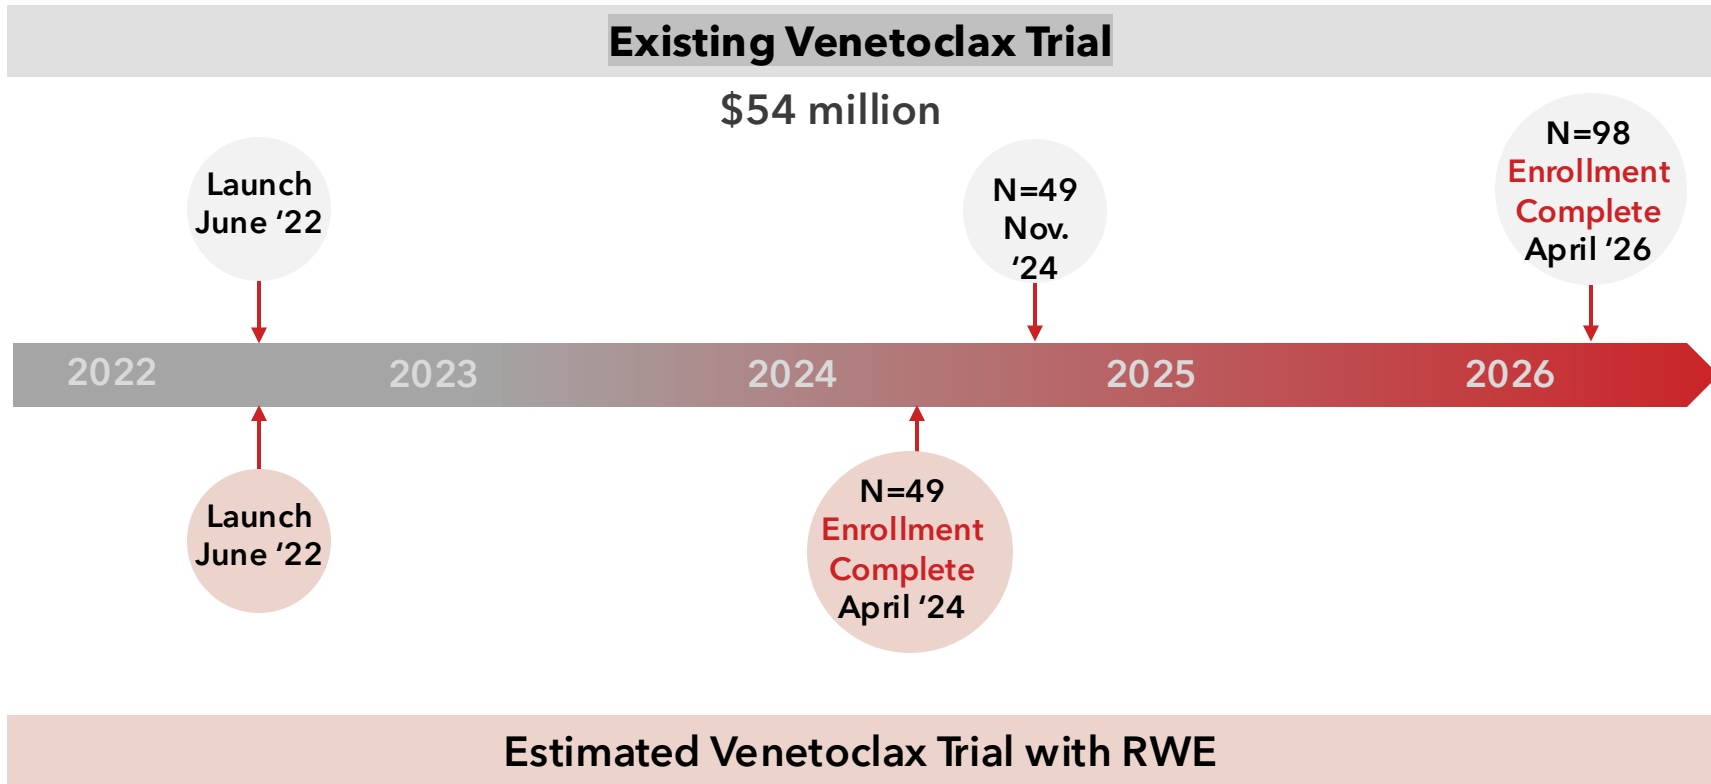 Existing Venetoclax Trial
$54 million
Launch
June ‘22
N=49
Nov.
‘24
N=98
Enrollment
Complete
April ‘26
2022
2023
2024
2025
2026
Launch
June ‘22
N=49
Enrollment
Complete
April ‘24
Estimated Venetoclax Trial with RWE